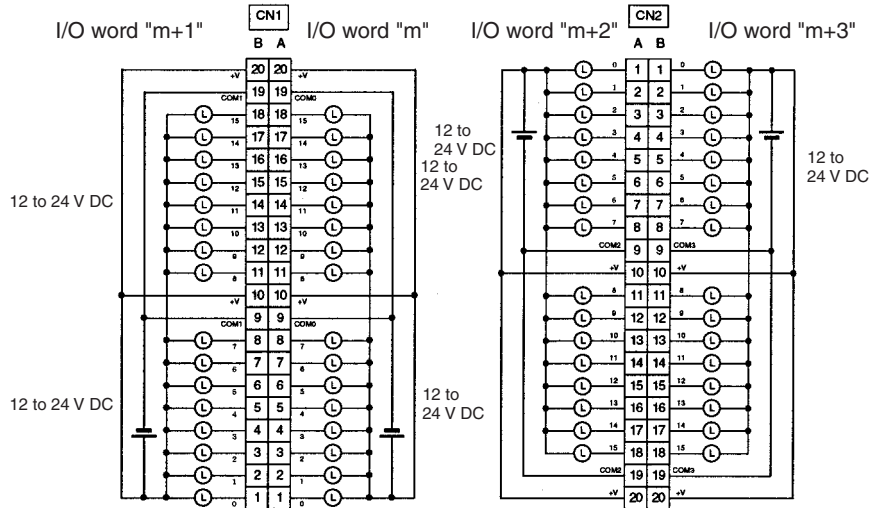 CN1
I/O word "m+1" I/O word "m"
B A
+V 20 20 +V
COM1 19 19 COM0
L 15 18 18 15 L
L 14 17 17 14 L
L 13 16 16 13 L
L 12 15 15 12 L
12 to 24 V DC
L 11 14 14 11 L
L 10 13 13 10 L
L 9 12 12 9 L
L 8 11 11 8 L
+V 10 10 +V
COM1 9 9 COM0
L 7 8 8 7 L
L 6 7 7 6 L
L 5 6 6 5 L
L 4 5 5 4 L
12 to 24 V DC
12 to
24 V DC
L 3 4 4 3 L
L 2 3 3 2 L
L 1 2 2 1 L
L 0 1 1 0 L
CN2
I/O word "m+2" I/O word "m+3"
A B
L 0 1 1 0 L
L 1 2 2 1 L
L 2 3 3 2 L
L 3 4 4 3 L
12 to
24 V DC
12 to
24 V DC
12 to
24 V DC
L 4 5 5 4 L
L 5 6 6 5 L
L 6 7 7 6 L
L 7 8 8 7 L
COM2 9 9 COM3
+V 10 10 +V
L 8 11 11 8 L
L 9 12 12 9 L
L 10 13 13 10 L
L 11 14 14 11 L
L 12 15 15 12 L
L 13 16 16 13 L
L 14 17 17 14 L
L 15 18 18 15 L
COM2 19 19 COM3
+V 20 20 +V